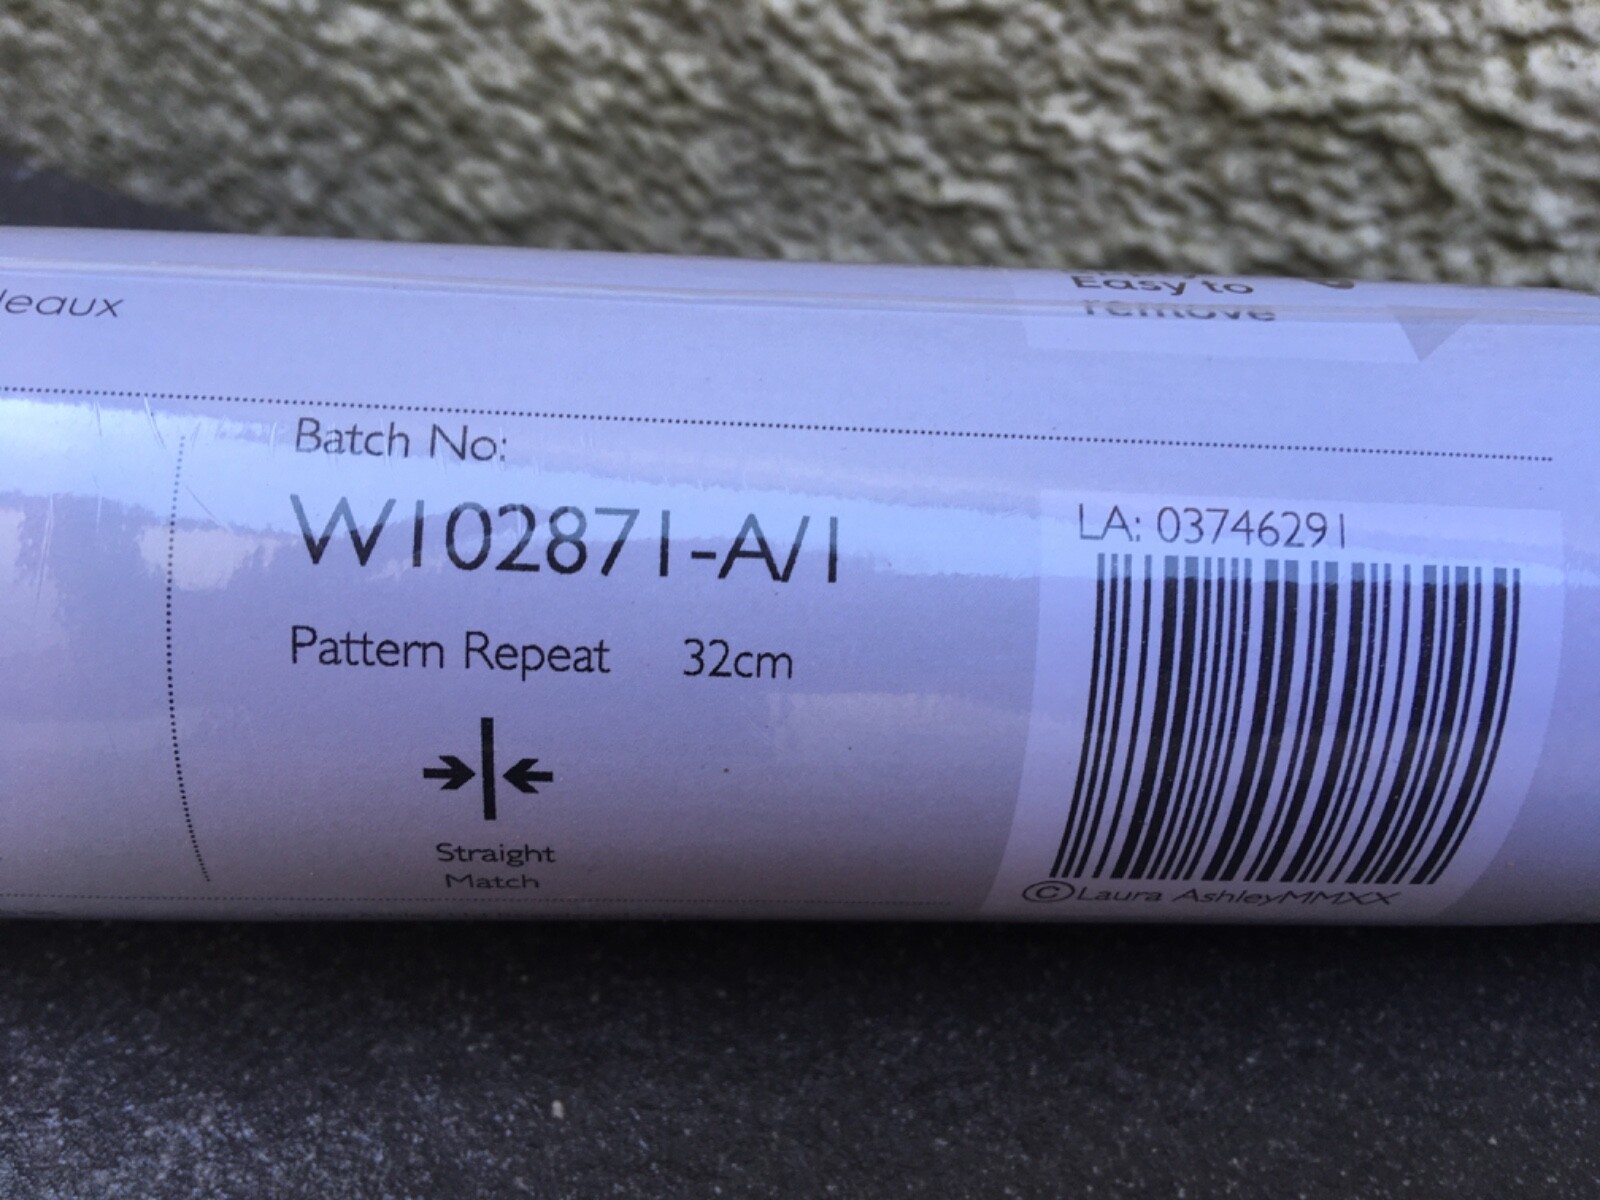 Easy to
remove
leaux
Batch No:
W102871-A/1
LA: 03746291
Pattern Repeat 32cm
Straight
Match
©Laura AshleyMMXX